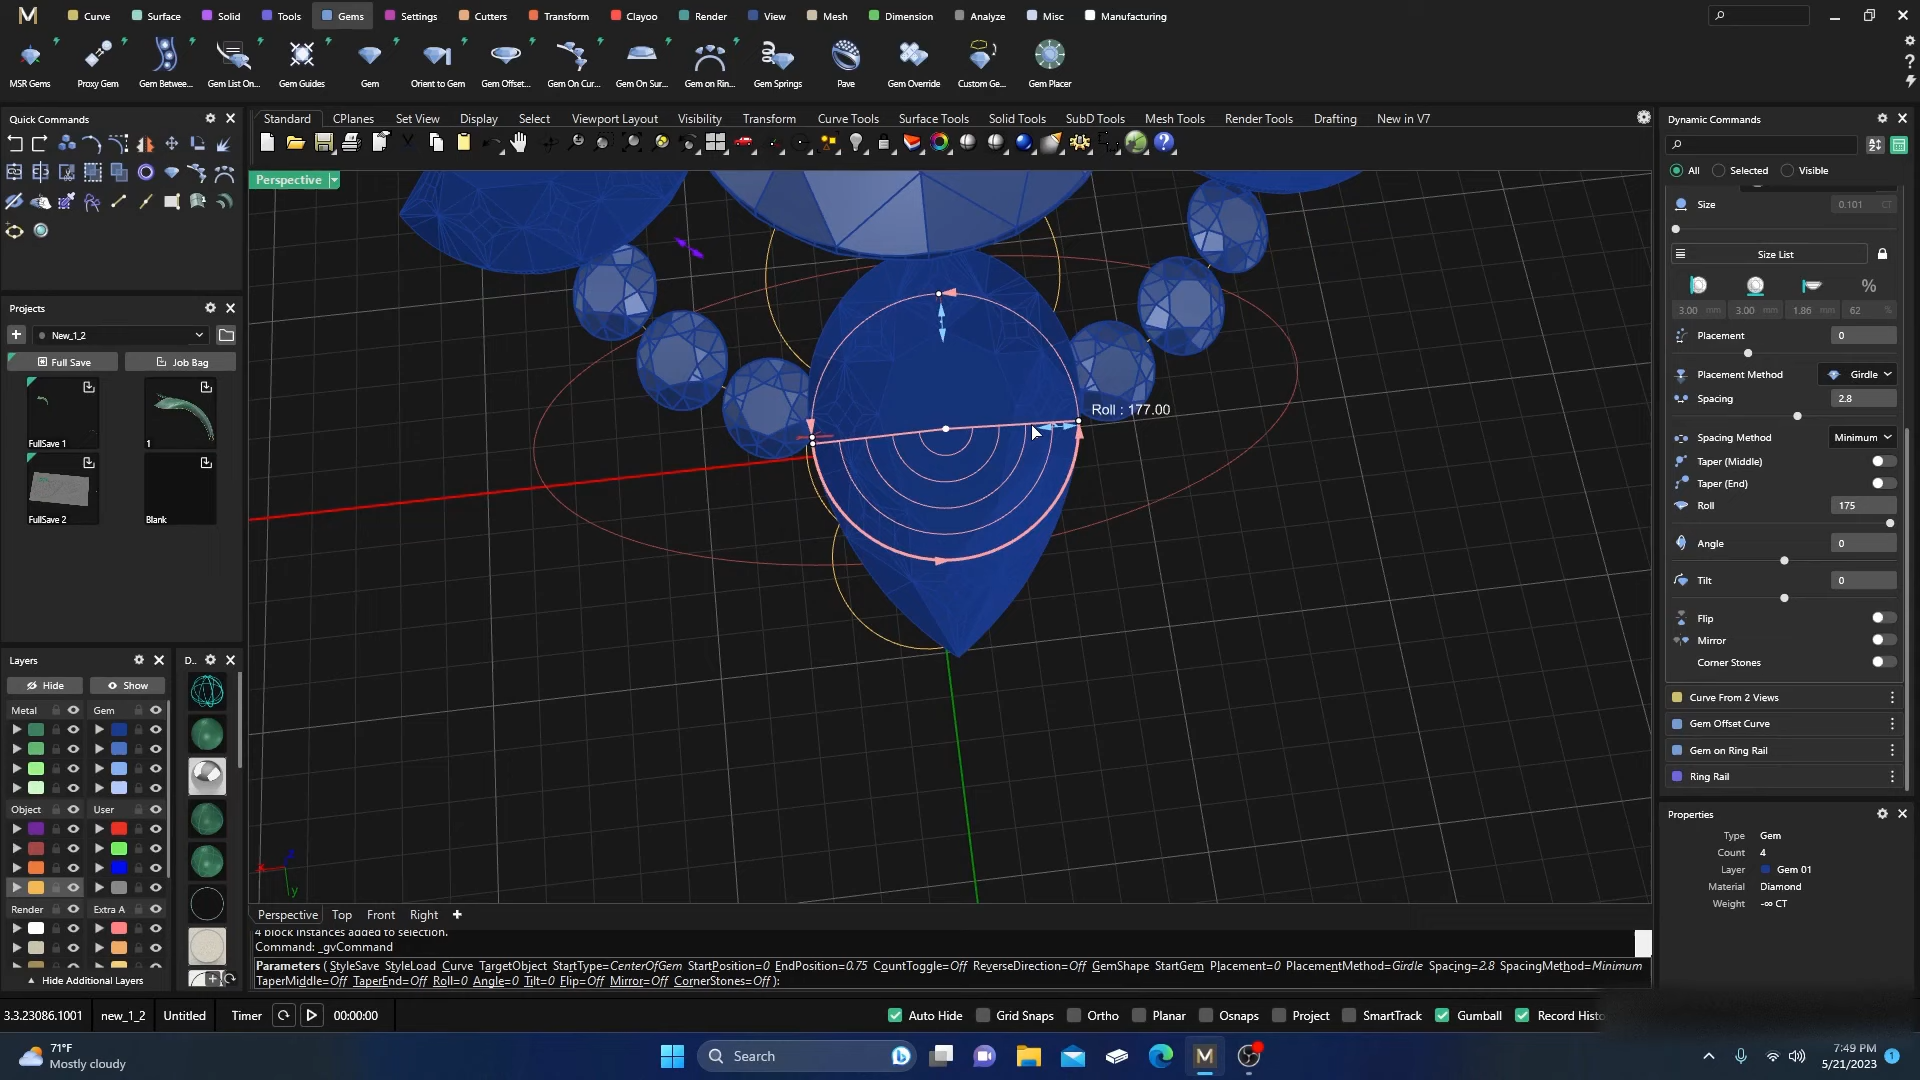 Curve Surface Solid Tools Gems Settings Cutters Transform Clayoo Render View Mesh Dimension Analyze Misc Manufacturing
MSR Gems Proxy Gem Gem Betwee... Gem List On... Gem Guides Gem Orient to Gem Gem Offset... Gem On Cur... Gem On Sur... Gem on Rin... Gem Springs Pave Gem Override Custom Ge... Gem Placer
Quick Commands
Standard CPlanes Set View Display Select Viewport Layout Visibility Transform Curve Tools Surface Tools Solid Tools SubD Tools Mesh Tools Render Tools Drafting New in V7
Perspective
Projects
New_1_2
Full Save Job Bag
FullSave 1 1
FullSave 2 Blank
Roll : 177.00
Layers D..
Hide Show
Metal Gem
Object User
Render Extra A
Hide Additional Layers
Dynamic Commands
All Selected Visible
Size 0.101 CT
Size List
%
3.00 mm 3.00 mm 1.86 mm 62 %
Placement 0
Placement Method Girdle
Spacing 2.8
Spacing Method Minimum
Taper (Middle)
Taper (End)
Roll 175
Angle 0
Tilt 0
Flip
Mirror
Corner Stones
Curve From 2 Views
Gem Offset Curve
Gem on Ring Rail
Ring Rail
Properties
Type Gem
Count 4
Layer Gem 01
Material Diamond
Weight -∞ CT
x y z
Perspective Top Front Right
4 block instances added to selection.
Command: _gvCommand
Parameters ( StyleSave StyleLoad Curve TargetObject StartType=CenterOfGem StartPosition=0 EndPosition=0.75 CountToggle=Off ReverseDirection=Off GemShape StartGem Placement=0 PlacementMethod=Girdle Spacing=2.8 SpacingMethod=Minimum
TaperMiddle=Off TaperEnd=Off Roll=0 Angle=0 Tilt=0 Flip=Off Mirror=Off CornerStones=Off ):
3.3.23086.1001 new_1_2 Untitled Timer 00:00:00 Auto Hide Grid Snaps Ortho Planar Osnaps Project SmartTrack Gumball Record Histo
71°F
Mostly cloudy
Search
7:49 PM
5/21/2023
1